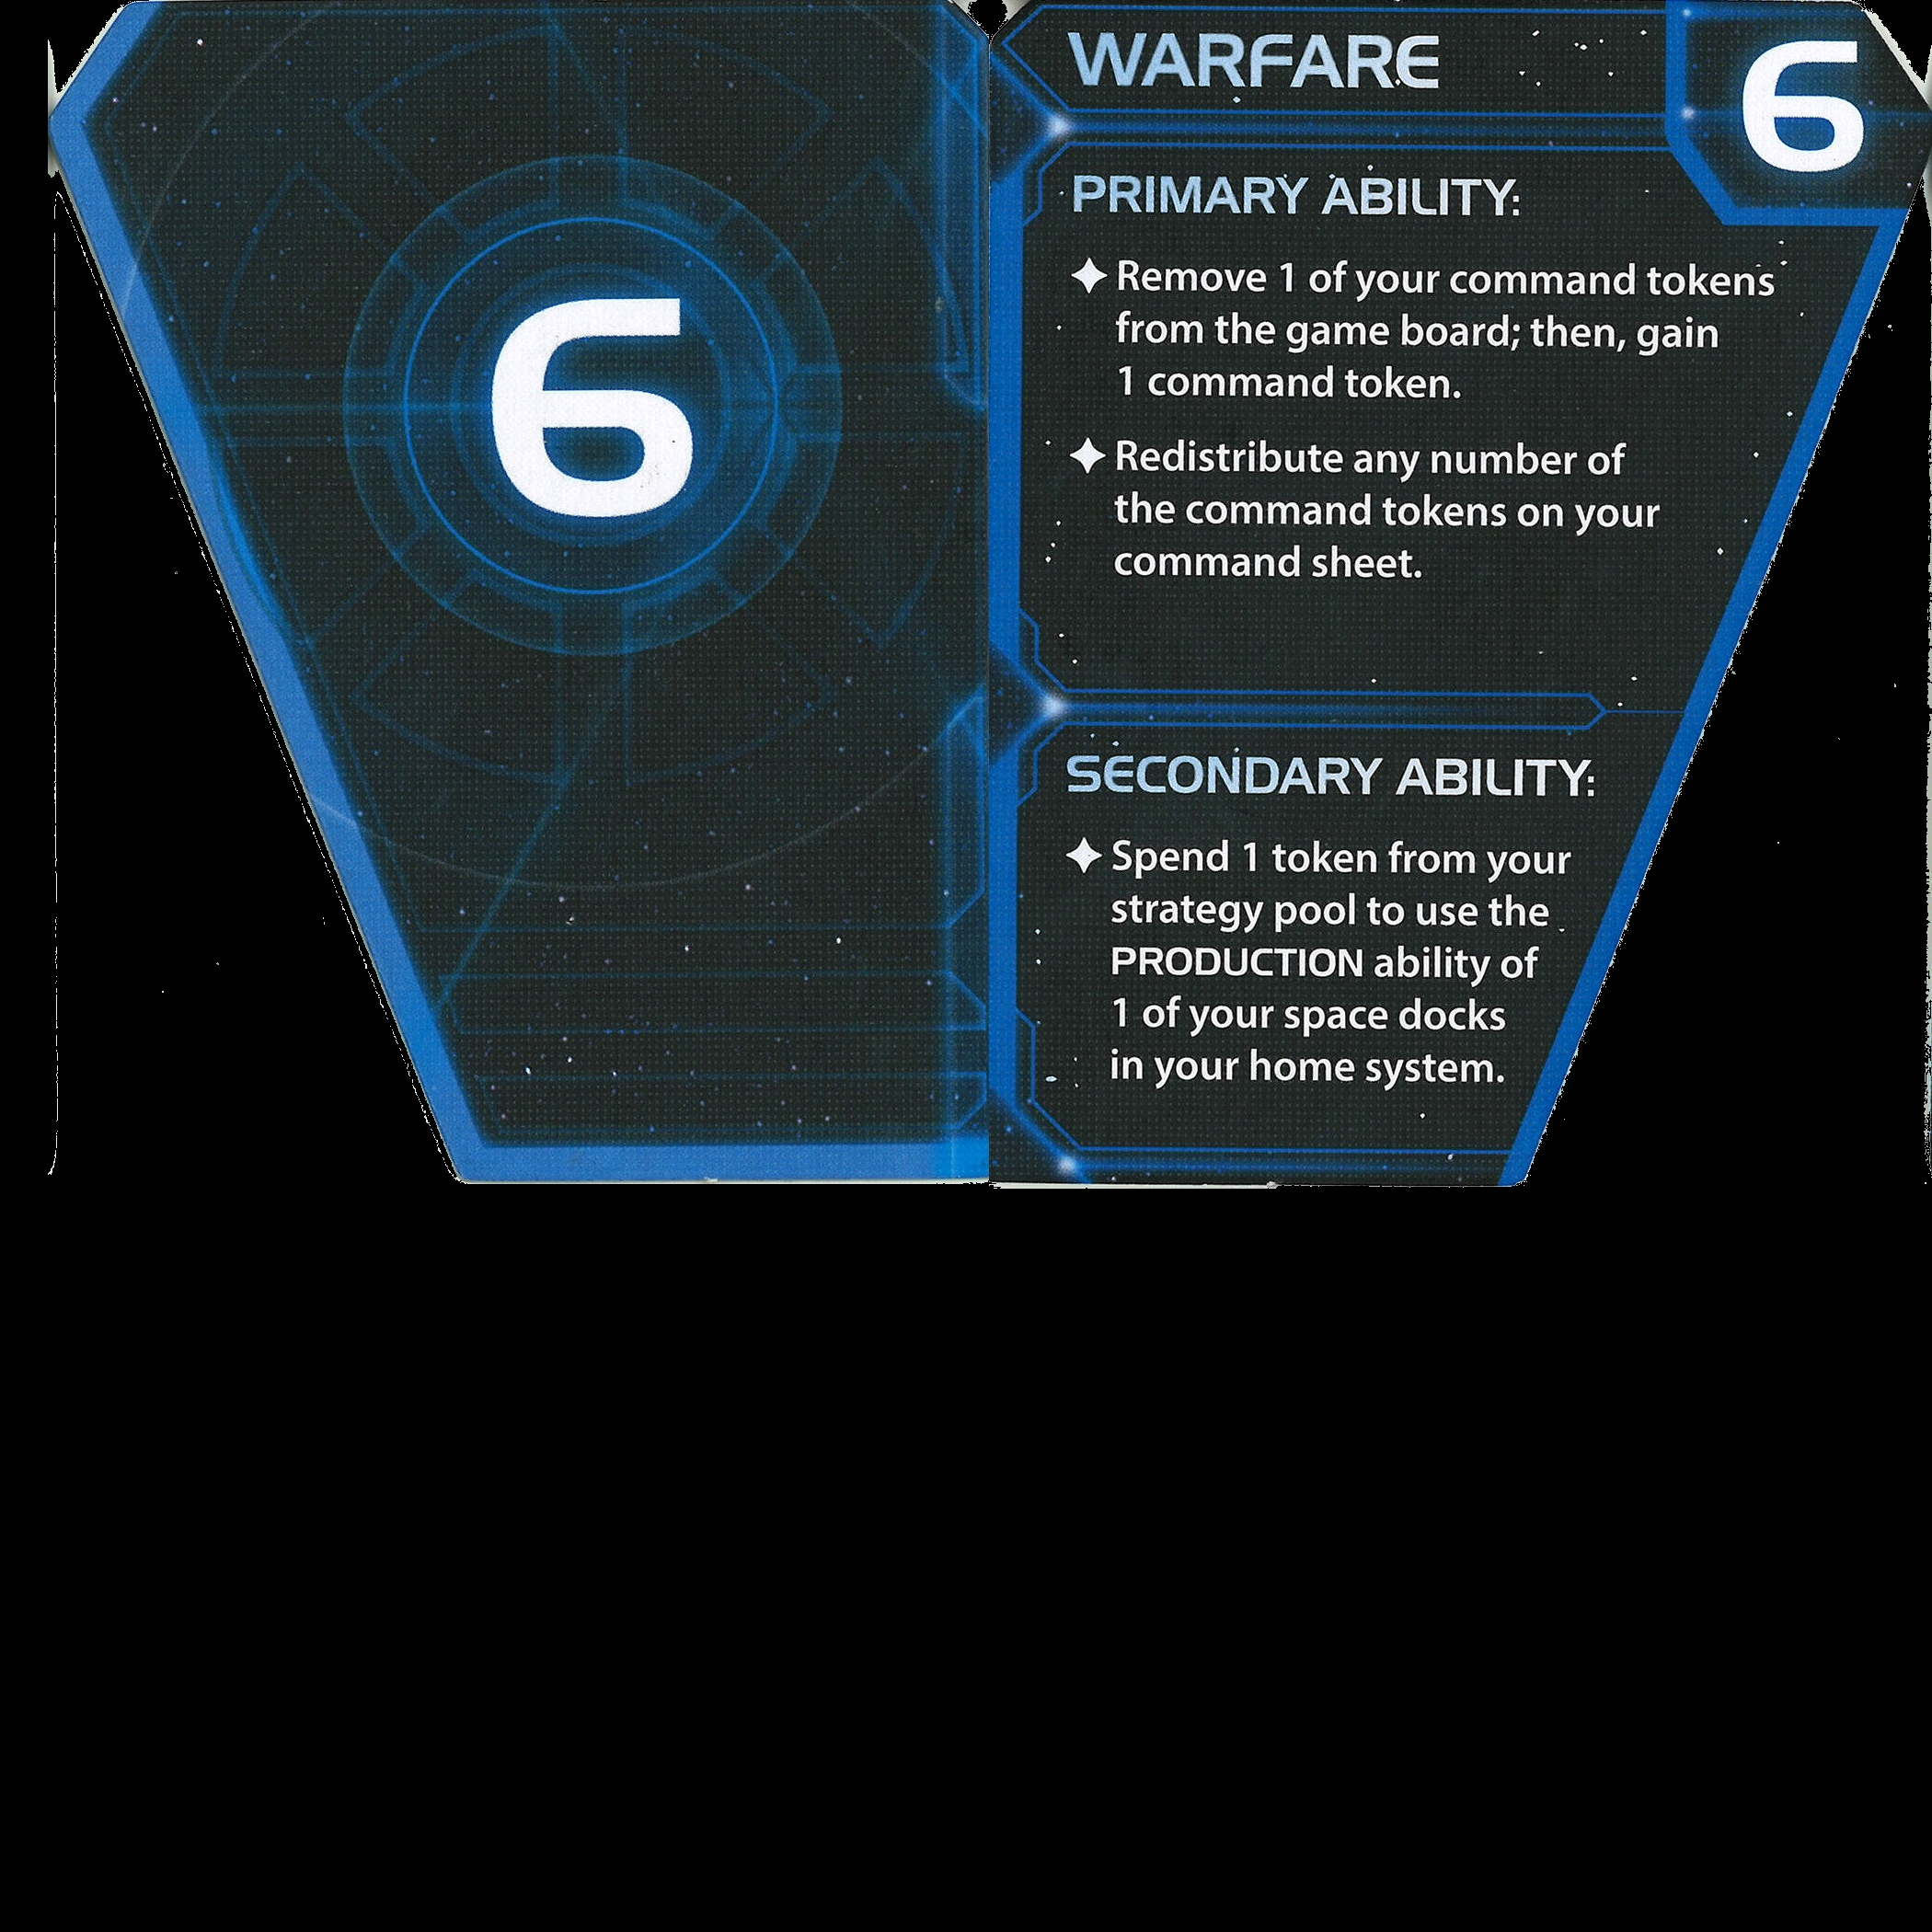 6
WARFARE
6
PRIMARY ABILITY:
Remove 1 of your command tokens
from the game board; then, gain
1 command token.
Redistribute any number of
the command tokens on your
command sheet.
SECONDARY ABILITY:
Spend 1 token from your
strategy pool to use the
PRODUCTION ability of
1 of your space docks
in your home system.